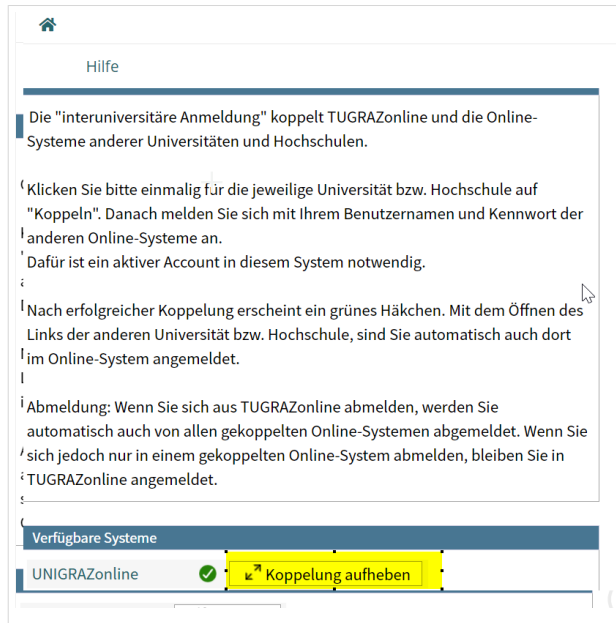 Hilfe
Die "interuniversitäre Anmeldung" koppelt TUGRAZonline und die Online-
Systeme anderer Universitäten und Hochschulen.
Klicken Sie bitte einmalig für die jeweilige Universität bzw. Hochschule auf
"Koppeln". Danach melden Sie sich mit Ihrem Benutzernamen und Kennwort der
anderen Online-Systeme an.
Dafür ist ein aktiver Account in diesem System notwendig.
Nach erfolgreicher Koppelung erscheint ein grünes Häkchen. Mit dem Öffnen des
Links der anderen Universität bzw. Hochschule, sind Sie automatisch auch dort
im Online-System angemeldet.
Abmeldung: Wenn Sie sich aus TUGRAZonline abmelden, werden Sie
automatisch auch von allen gekoppelten Online-Systemen abgemeldet. Wenn Sie
sich jedoch nur in einem gekoppelten Online-System abmelden, bleiben Sie in
TUGRAZonline angemeldet.
Verfügbare Systeme
UNIGRAZonline Koppelung aufheben